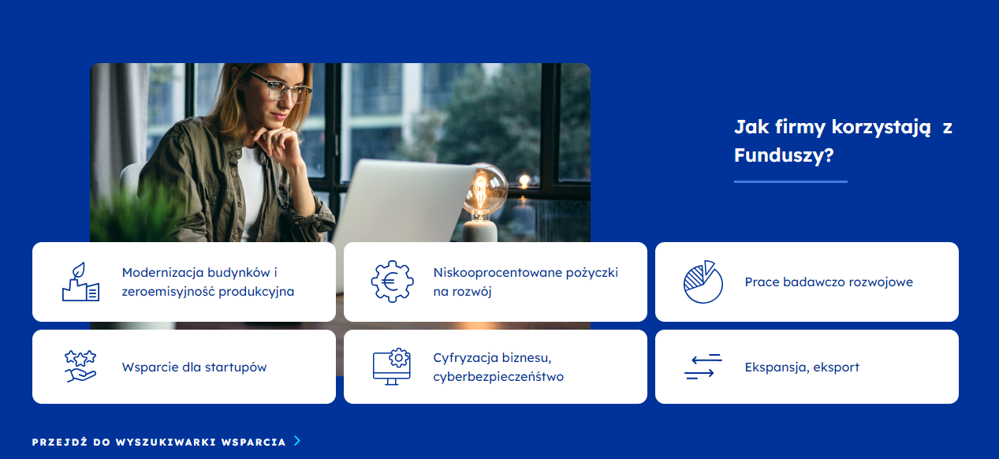 Jak firmy korzystają  z
Funduszy?
Modernizacja budynków i
zeroemisyjność produkcyjna
Niskooprocentowane pożyczki
na rozwój
Prace badawczo rozwojowe
Wsparcie dla startupów
Cyfryzacja biznesu,
cyberbezpieczeńśtwo
Ekspansja, eksport
PRZEJDŹ DO WYSZUKIWARKI WSPARCIA